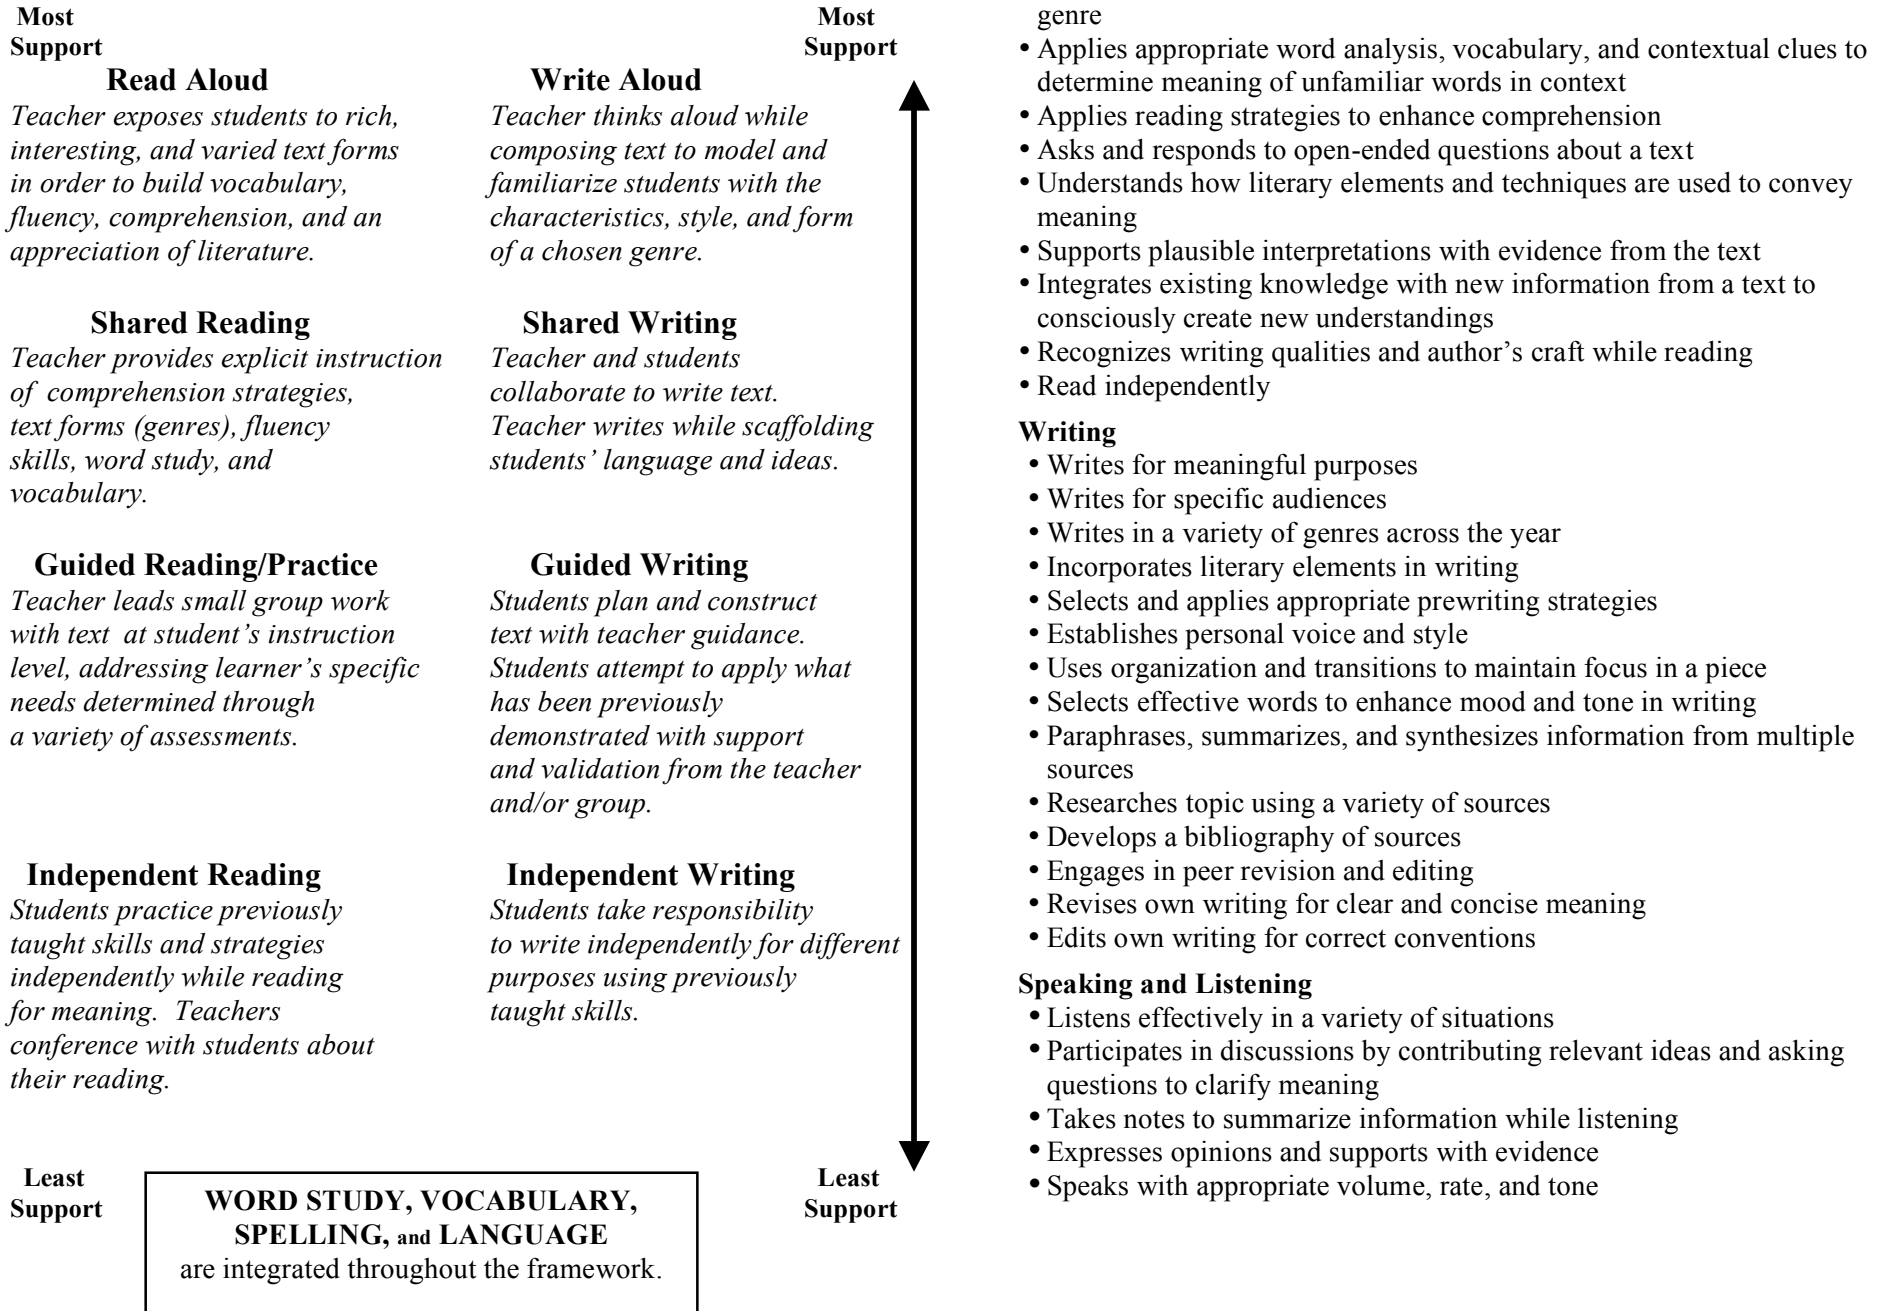 Most
Support
Read Aloud
Teacher exposes students to rich,
interesting, and varied text forms
in order to build vocabulary,
fluency, comprehension, and an
appreciation of literature.
Shared Reading
Teacher provides explicit instruction
of comprehension strategies,
text forms (genres), fluency
skills, word study, and
vocabulary.
Guided Reading/Practice
Teacher leads small group work
with text at student’s instruction
level, addressing learner’s specific
needs determined through
a variety of assessments.
Independent Reading
Students practice previously
taught skills and strategies
independently while reading
for meaning. Teachers
conference with students about
their reading.
Least
Support
Most
Support
Write Aloud
Teacher thinks aloud while
composing text to model and
familiarize students with the
characteristics, style, and form
of a chosen genre.
Shared Writing
Teacher and students
collaborate to write text.
Teacher writes while scaffolding
students’ language and ideas.
Guided Writing
Students plan and construct
text with teacher guidance.
Students attempt to apply what
has been previously
demonstrated with support
and validation from the teacher
and/or group.
Independent Writing
Students take responsibility
to write independently for different
purposes using previously
taught skills.
Least
Support
WORD STUDY, VOCABULARY,
SPELLING, and LANGUAGE
are integrated throughout the framework.
genre
• Applies appropriate word analysis, vocabulary, and contextual clues to
determine meaning of unfamiliar words in context
• Applies reading strategies to enhance comprehension
• Asks and responds to open-ended questions about a text
• Understands how literary elements and techniques are used to convey
meaning
• Supports plausible interpretations with evidence from the text
• Integrates existing knowledge with new information from a text to
consciously create new understandings
• Recognizes writing qualities and author’s craft while reading
• Read independently
Writing
• Writes for meaningful purposes
• Writes for specific audiences
• Writes in a variety of genres across the year
• Incorporates literary elements in writing
• Selects and applies appropriate prewriting strategies
• Establishes personal voice and style
• Uses organization and transitions to maintain focus in a piece
• Selects effective words to enhance mood and tone in writing
• Paraphrases, summarizes, and synthesizes information from multiple
sources
• Researches topic using a variety of sources
• Develops a bibliography of sources
• Engages in peer revision and editing
• Revises own writing for clear and concise meaning
• Edits own writing for correct conventions
Speaking and Listening
• Listens effectively in a variety of situations
• Participates in discussions by contributing relevant ideas and asking
questions to clarify meaning
• Takes notes to summarize information while listening
• Expresses opinions and supports with evidence
• Speaks with appropriate volume, rate, and tone